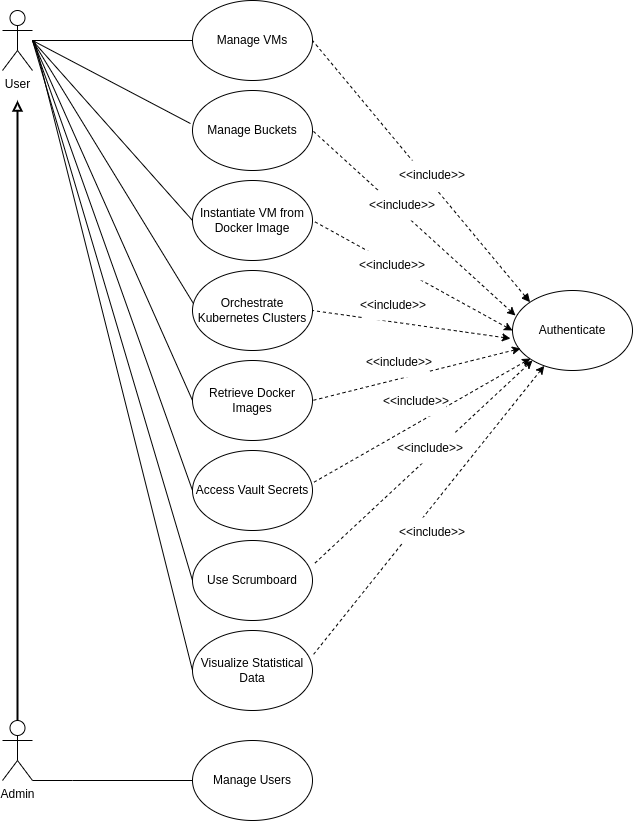 User
Manage VMs
Manage Buckets
<<include>>
<<include>>
Instantiate VM from
Docker Image
<<include>>
Orchestrate
Kubernetes Clusters
<<include>>
Authenticate
Retrieve Docker
Images
<<include>>
<<include>>
Access Vault Secrets
<<include>>
Use Scrumboard
<<include>>
Visualize Statistical
Data
Admin
Manage Users